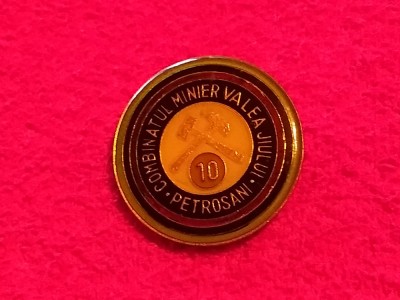 COMBINATUL MINIER VALEA JIULUI
· PETROSANI ·
10